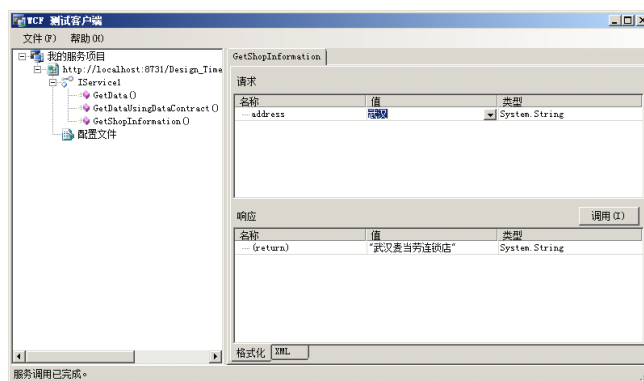 WCF 测试客户端
文件(F) 帮助(H)
我的服务项目
http://localhost:8731/Design_Time
IService1
GetData()
GetDataUsingDataContract()
GetShopInformation()
配置文件
GetShopInformation
请求
名称 值 类型
address 武汉 System.String
响应 调用(I)
名称 值 类型
(return) "武汉麦当劳连锁店" System.String
格式化 XML
服务调用已完成。